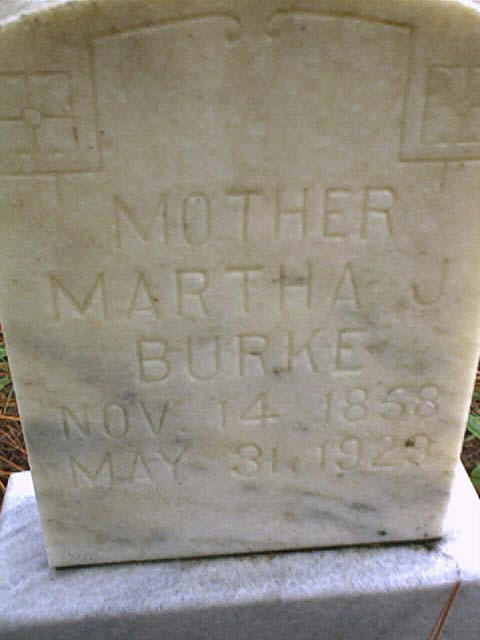 MOTHER
MARTHA J
BURKE
NOV. 14, 1858
MAY 31, 1923